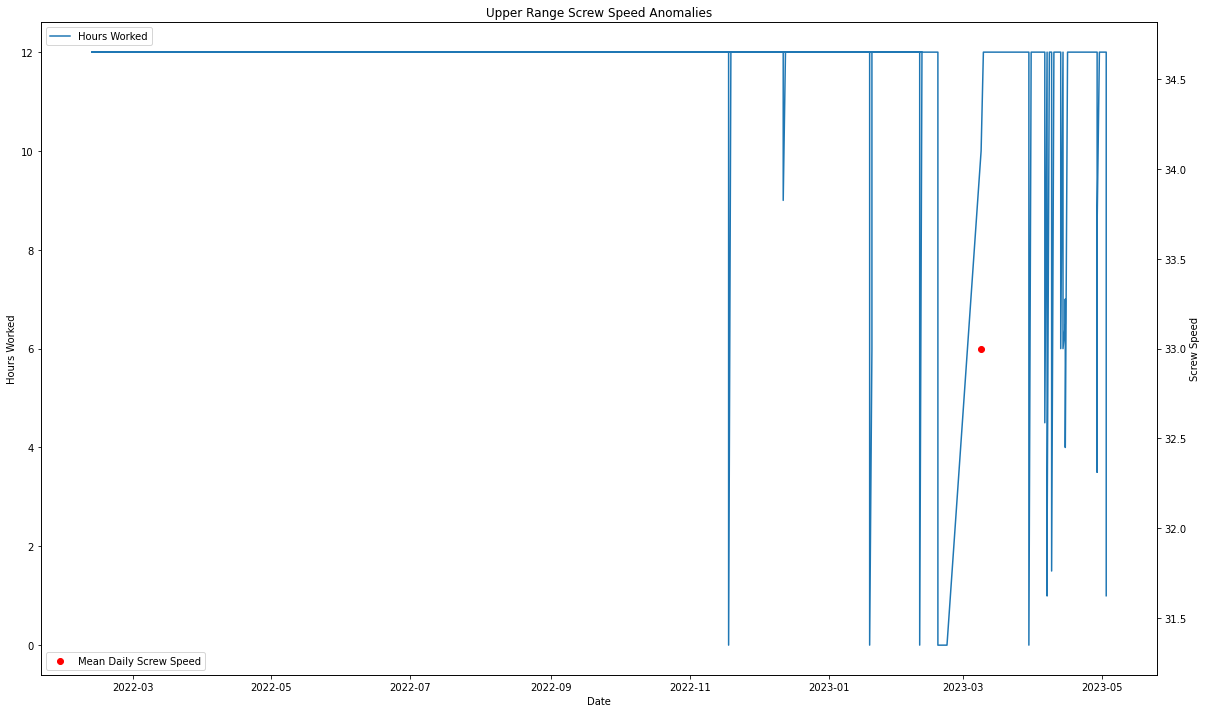 Upper Range Screw Speed Anomalies
Hours Worked
12
10
8
6
4
2
0
Hours Worked
34.5
34.0
33.5
33.0
32.5
32.0
31.5
Screw Speed
Mean Daily Screw Speed
2022-03 2022-05 2022-07 2022-09 2022-11 2023-01 2023-03 2023-05
Date